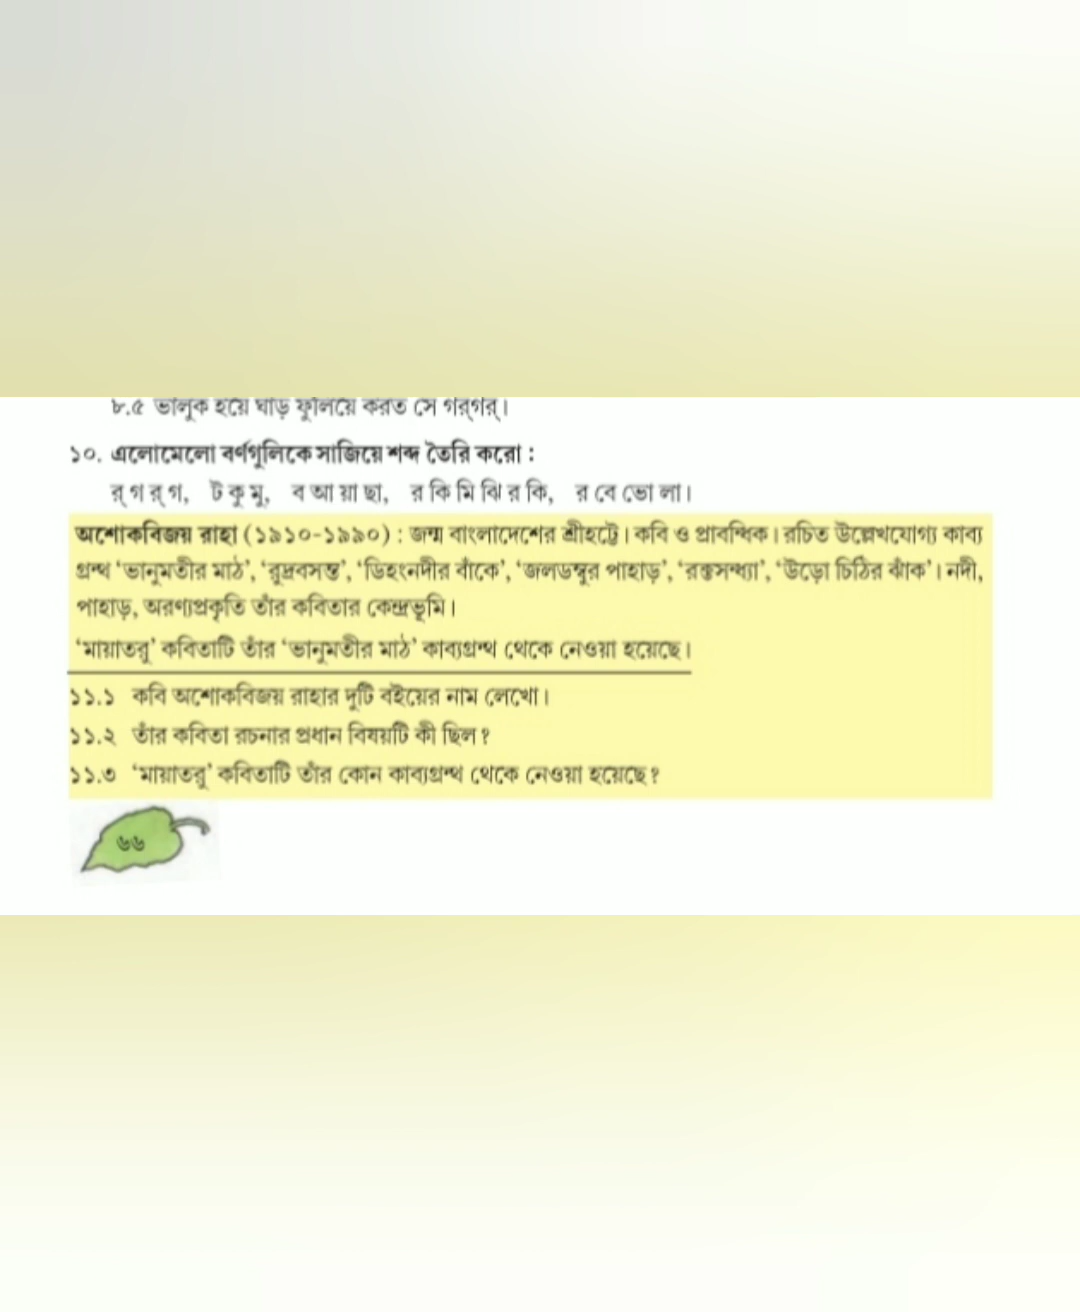 ৮.৫ ভালুক হয়ে ঘাড় ফুলিয়ে করত সে গর্‌গর্‌।
১০. এলোমেলো বর্ণগুলিকে সাজিয়ে শব্দ তৈরি করো :
র্‌ গ র্‌ গ, ট কু মু, ব আ য়া ছা, র কি মি ঝি র কি, র বে ভো লা।
অশোকবিজয় রাহা (১৯১০-১৯৯০) : জন্ম বাংলাদেশের শ্রীহট্টে। কবি ও প্রাবন্ধিক। রচিত উল্লেখযোগ্য কাব্য
গ্রন্থ ‘ভানুমতীর মাঠ’, ‘রুদ্রবসন্ত’, ‘ডিহংনদীর বাঁকে’, ‘জলডম্বুর পাহাড়’, ‘রক্তসন্ধ্যা’, ‘উড়ো চিঠির ঝাঁক’। নদী,
পাহাড়, অরণ্যপ্রকৃতি তাঁর কবিতার কেন্দ্রভূমি।
‘মায়াতরু’ কবিতাটি তাঁর ‘ভানুমতীর মাঠ’ কাব্যগ্রন্থ থেকে নেওয়া হয়েছে।
১১.১ কবি অশোকবিজয় রাহার দুটি বইয়ের নাম লেখো।
১১.২ তাঁর কবিতা রচনার প্রধান বিষয়টি কী ছিল?
১১.৩ ‘মায়াতরু’ কবিতাটি তাঁর কোন কাব্যগ্রন্থ থেকে নেওয়া হয়েছে?
৬৬